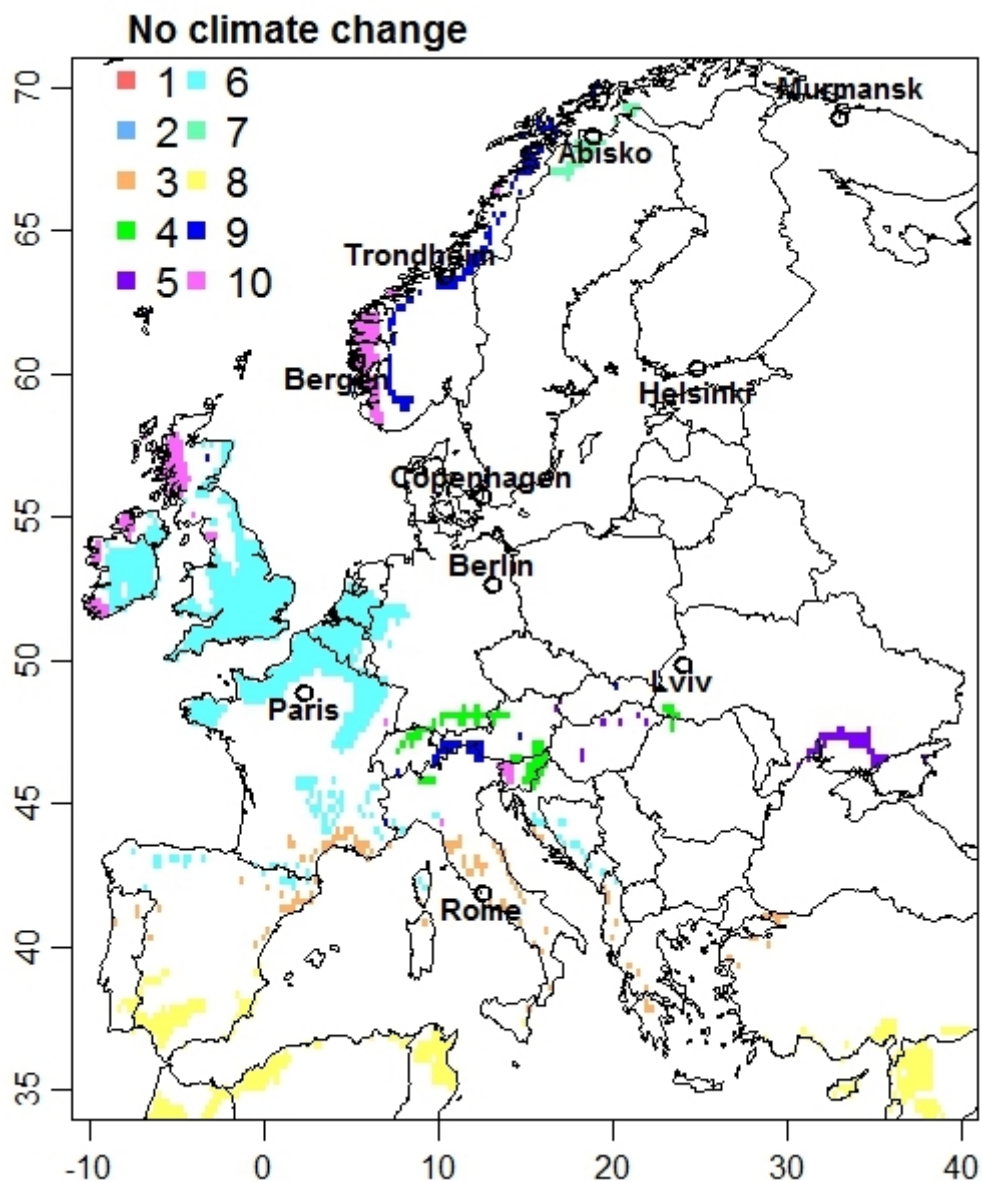 No climate change
1 6
2 7
3 8
4 9
5 10
70
65
60
55
50
45
40
35
Murmansk
Abisko
Trondheim
Bergen
Helsinki
Copenhagen
Berlin
Lviv
Paris
Rome
-10 0 10 20 30 40